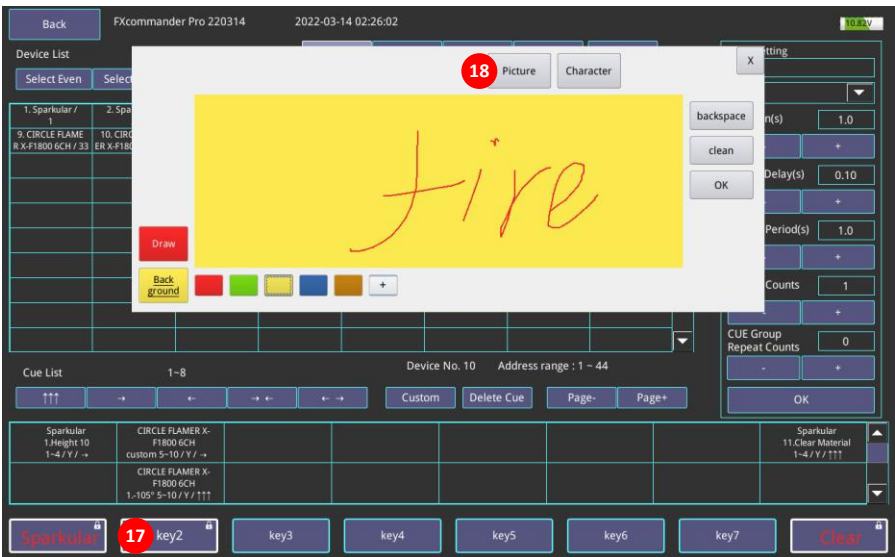 Back FXcommander Pro 220314 2022-03-14 02:26:02 10.82V
Device List
Select Even Select
18 Picture Character X
1. Sparkular /
1
2. Spa
9. CIRCLE FLAME
R X-F1800 6CH / 33
10. CIRC
ER X-F180
backspace
clean
OK
fire
Draw
Back
ground
+
tting
n(s) 1.0
+
Delay(s) 0.10
+
Period(s) 1.0
+
Counts 1
- +
CUE Group
Repeat Counts 0
- +
OK
Cue List 1~8 Device No. 10 Address range : 1 ~ 44
↑↑↑ → ← → ← ← → Custom Delete Cue Page- Page+
Sparkular
1.Height 10
1~4 / Y / →
CIRCLE FLAMER X-
F1800 6CH
custom 5~10 / Y / →
Sparkular
11.Clear Material
1~4 / Y / ↑↑↑
CIRCLE FLAMER X-
F1800 6CH
1.-105° 5~10 / Y / ↑↑↑
Sparkular 17 key2 key3 key4 key5 key6 key7 Clear